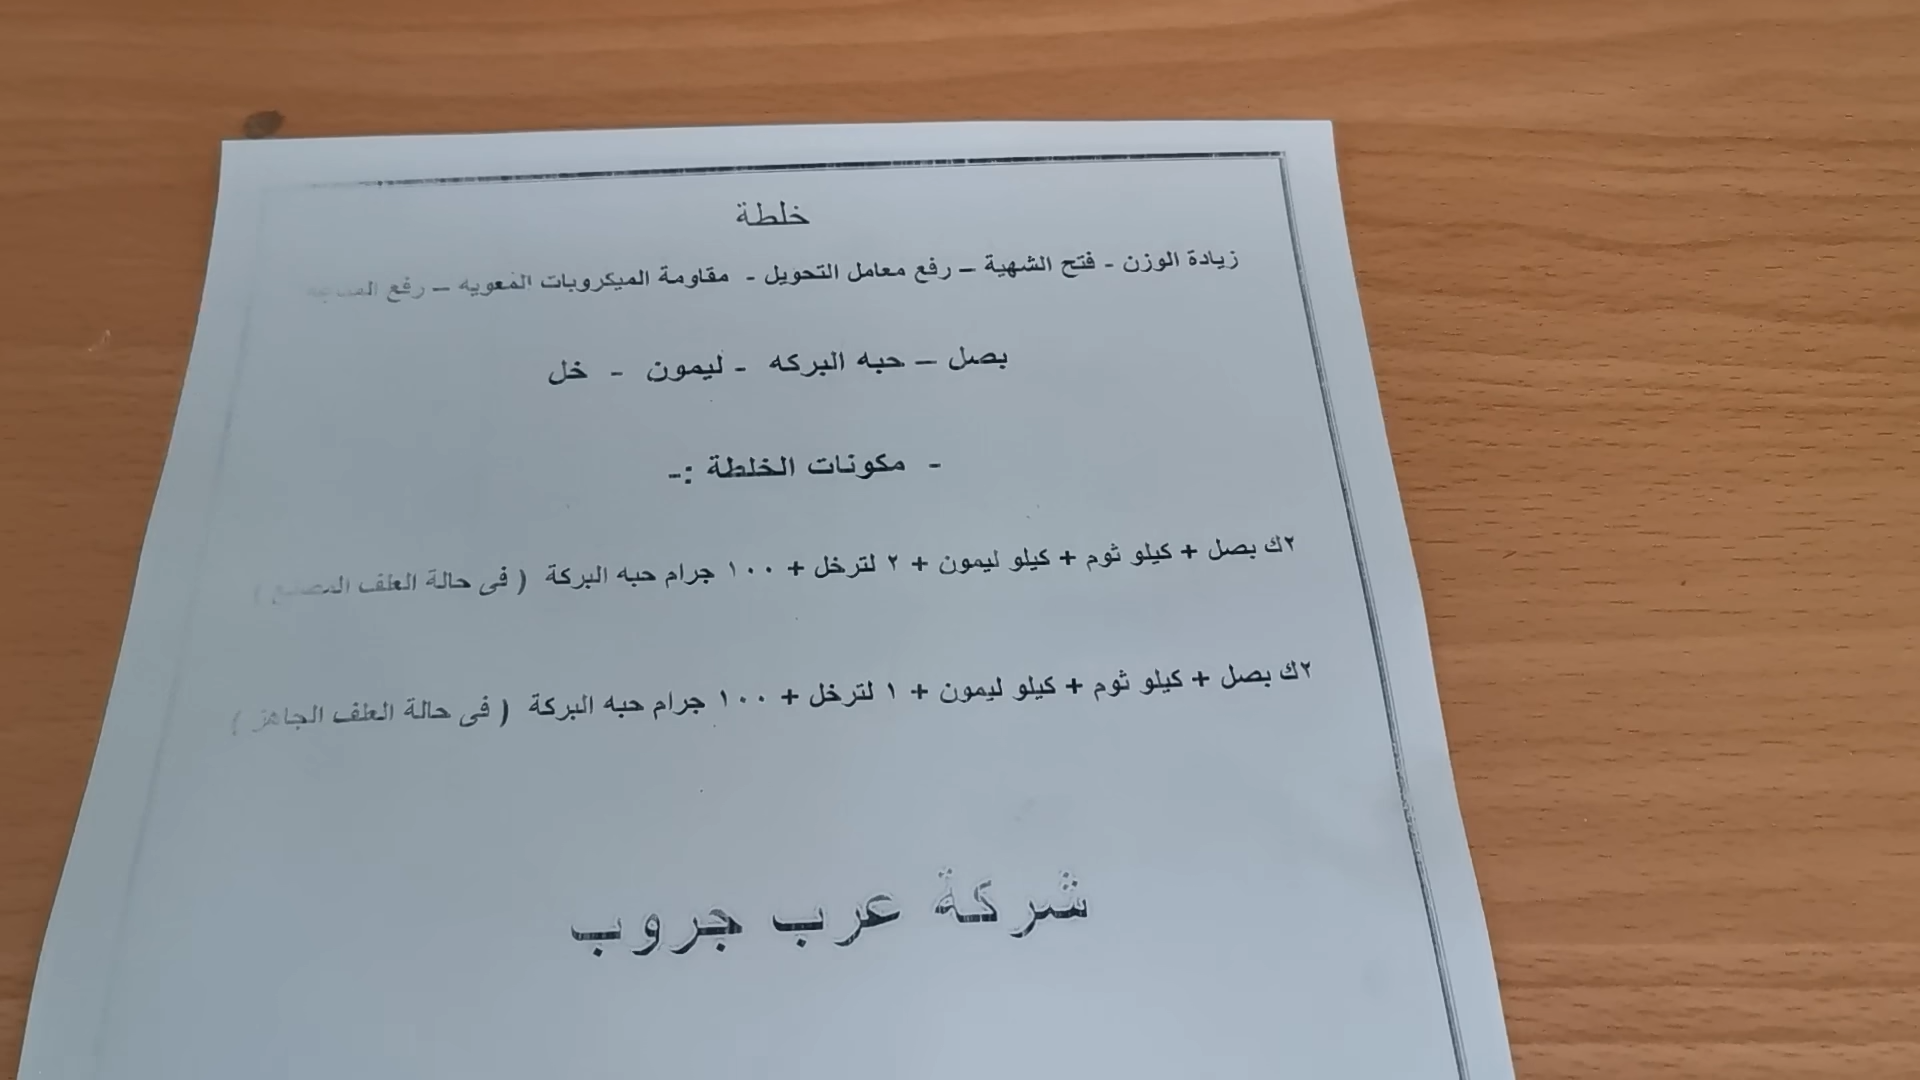 خلطة
زيادة الوزن - فتح الشهية – رفع معامل التحويل - مقاومة الميكروبات المعويه – رفع
بصل – حبه البركه - ليمون - خل
- مكونات الخلطة :-
٢ك بصل + كيلو ثوم + كيلو ليمون + ٢ لترخل + ١٠٠ جرام حبه البركة ( فى حالة العلف المصنع )
٢ك بصل + كيلو ثوم + كيلو ليمون + ١ لترخل + ١٠٠ جرام حبه البركة ( فى حالة العلف الجاهز )
شركة عرب جروب